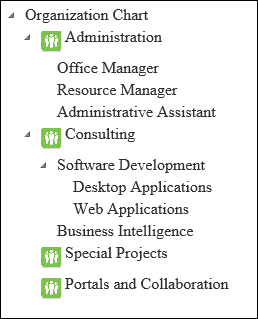 Organization Chart
Administration
Office Manager
Resource Manager
Administrative Assistant
Consulting
Software Development
Desktop Applications
Web Applications
Business Intelligence
Special Projects
Portals and Collaboration